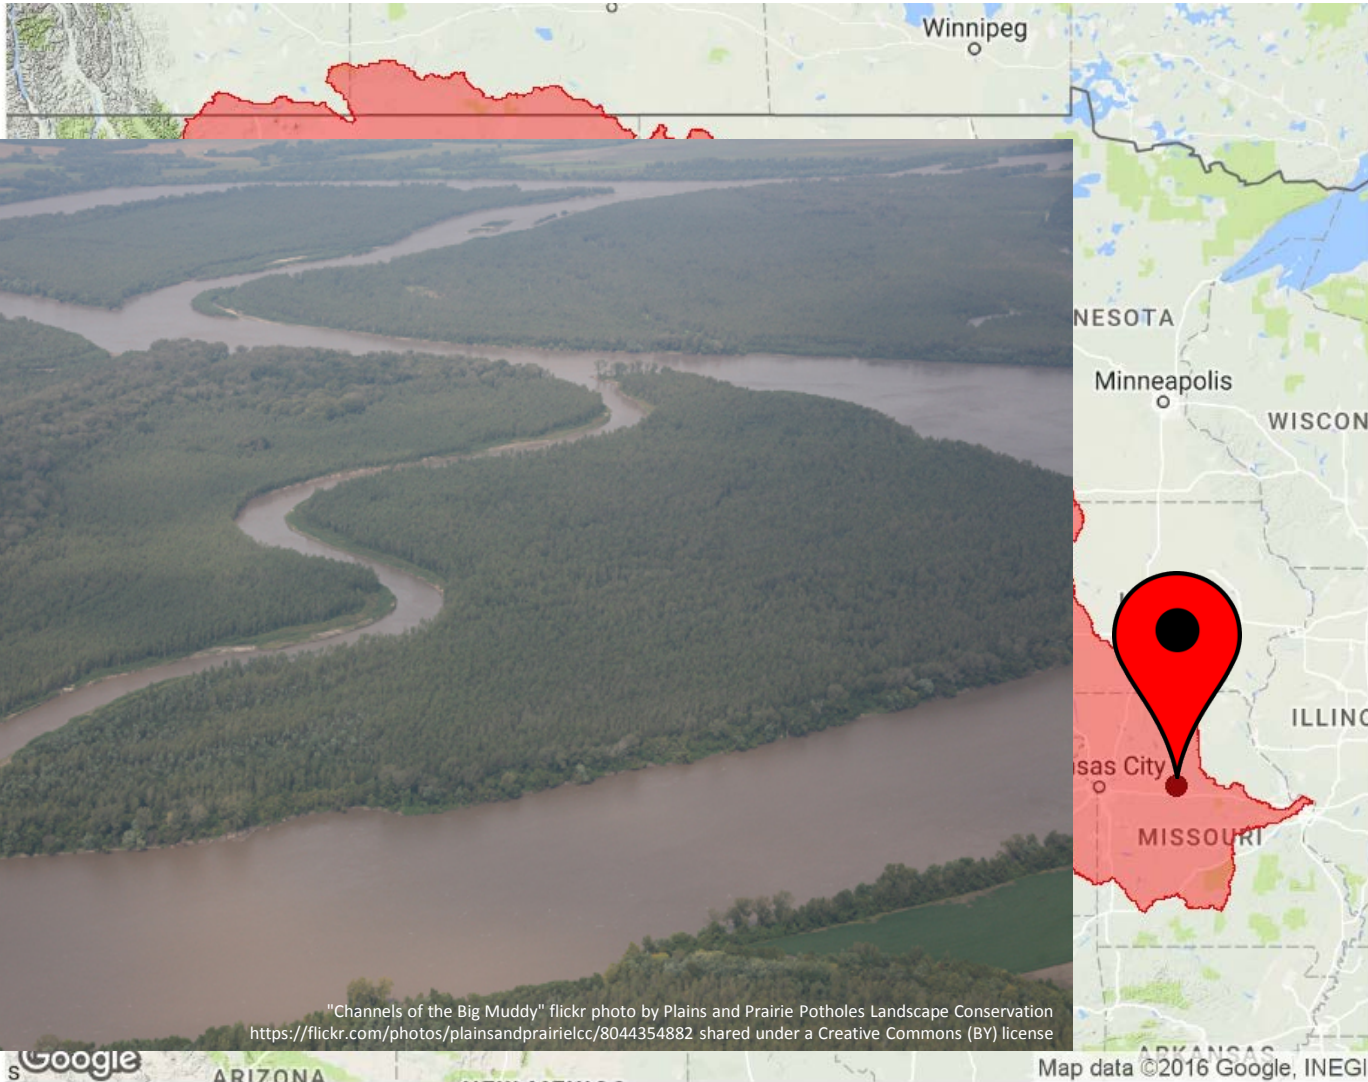 Winnipeg
NESOTA
Minneapolis
WISCON
ILLINO
sas City
MISSOURI
"Channels of the Big Muddy" flickr photo by Plains and Prairie Potholes Landscape Conservation
https://flickr.com/photos/plainsandprairielcc/8044354882 shared under a Creative Commons (BY) license
Google
s
ARIZONA
ARKANSAS
Map data ©2016 Google, INEGI